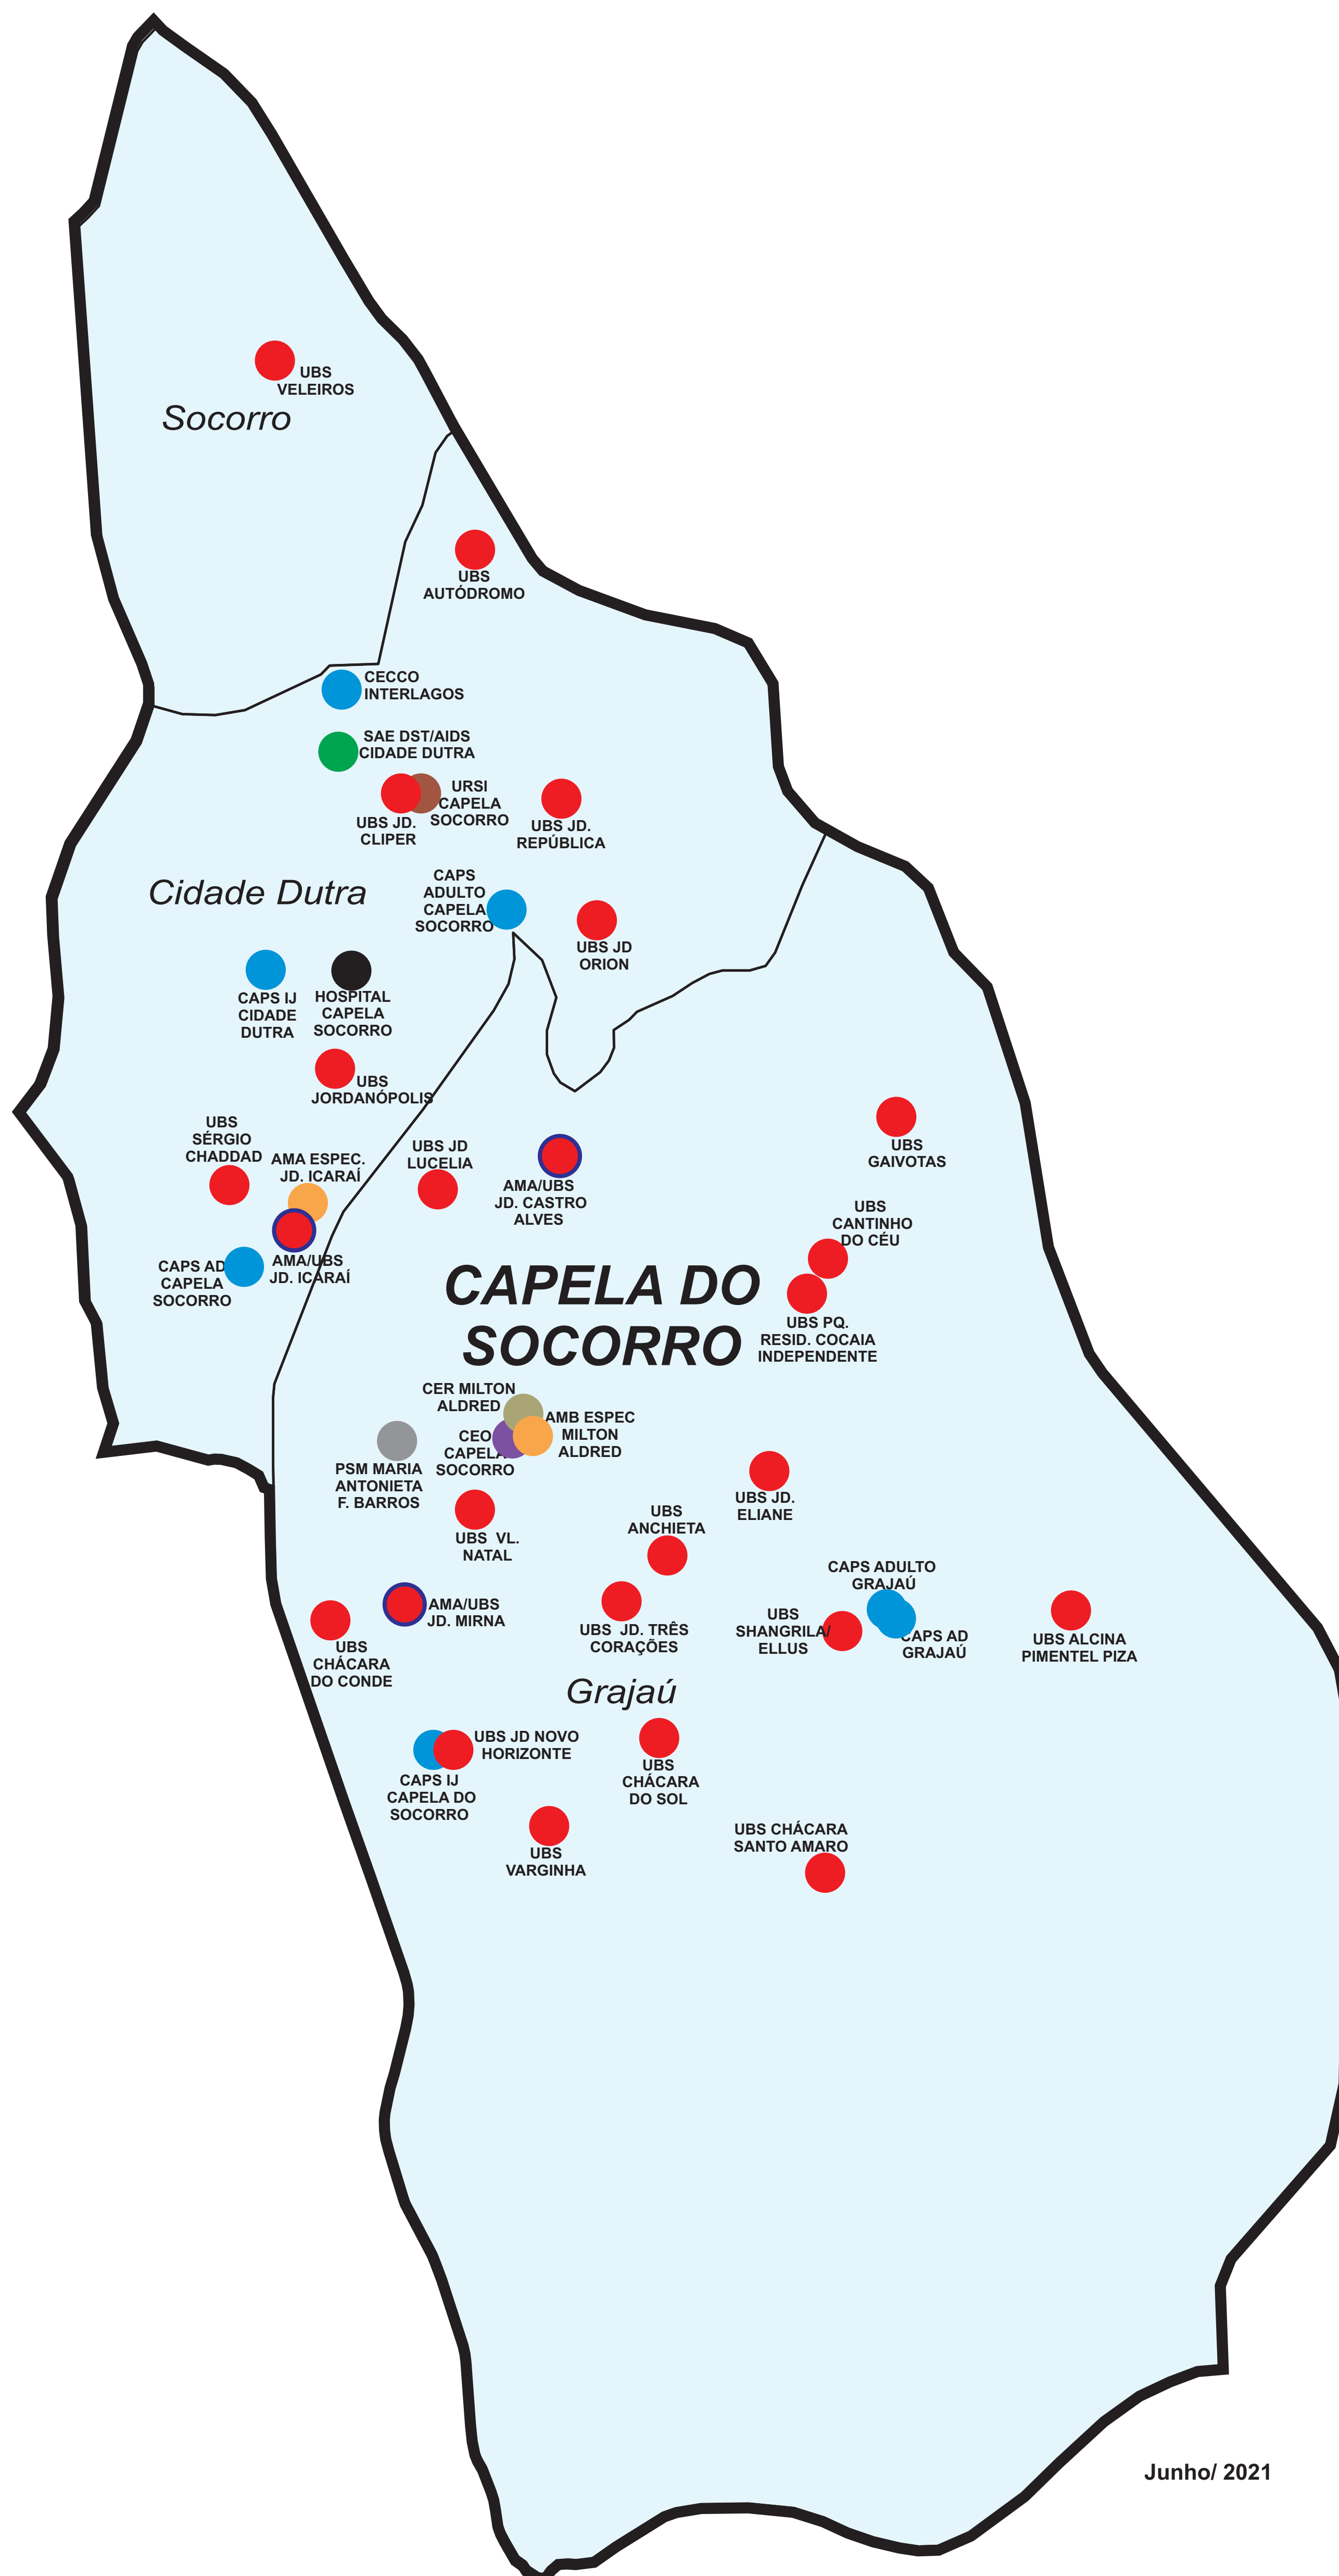 UBS
VELEIROS
Socorro
UBS
AUTÓDROMO
CECCO
INTERLAGOS
SAE DST/AIDS
CIDADE DUTRA
URSI
CAPELA
SOCORRO
UBS JD.
CLIPER
UBS JD.
REPÚBLICA
CAPS
ADULTO
CAPELA
SOCORRO
Cidade Dutra
UBS JD
ORION
CAPS IJ
CIDADE
DUTRA
HOSPITAL
CAPELA
SOCORRO
UBS
JORDANÓPOLIS
UBS
SÉRGIO
CHADDAD
AMA ESPEC.
JD. ICARAÍ
UBS JD
LUCELIA
AMA/UBS
JD. CASTRO
ALVES
UBS
GAIVOTAS
UBS
CANTINHO
DO CÉU
CAPS AD
CAPELA
SOCORRO
AMA/UBS
JD. ICARAÍ
CAPELA DO
SOCORRO
UBS PQ.
RESID. COCAIA
INDEPENDENTE
CER MILTON
ALDRED
AMB ESPEC
MILTON
ALDRED
CEO
CAPELA
SOCORRO
PSM MARIA
ANTONIETA
F. BARROS
UBS JD.
ELIANE
UBS VL.
NATAL
UBS
ANCHIETA
CAPS ADULTO
GRAJAÚ
AMA/UBS
JD. MIRNA
UBS JD. TRÊS
CORAÇÕES
UBS
SHANGRILA/
ELLUS
CAPS AD
GRAJAÚ
UBS ALCINA
PIMENTEL PIZA
UBS
CHÁCARA
DO CONDE
Grajaú
UBS JD NOVO
HORIZONTE
CAPS IJ
CAPELA DO
SOCORRO
UBS
CHÁCARA
DO SOL
UBS
VARGINHA
UBS CHÁCARA
SANTO AMARO
Junho/ 2021